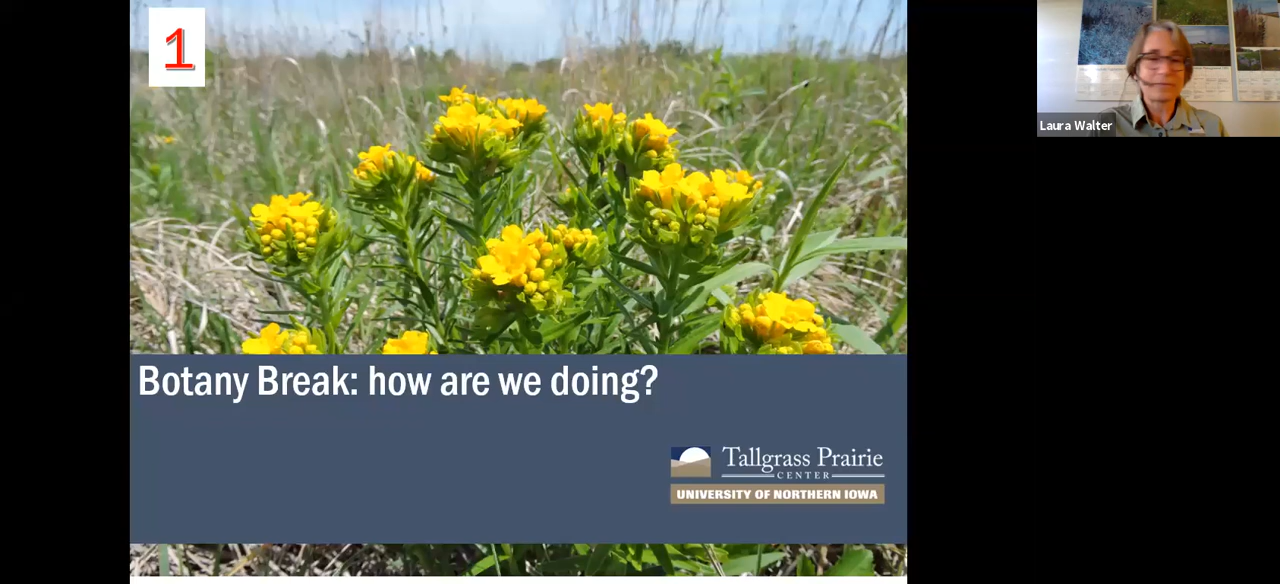 1
Laura Walter
Botany Break: how are we doing?
Tallgrass Prairie
CENTER
UNIVERSITY OF NORTHERN IOWA